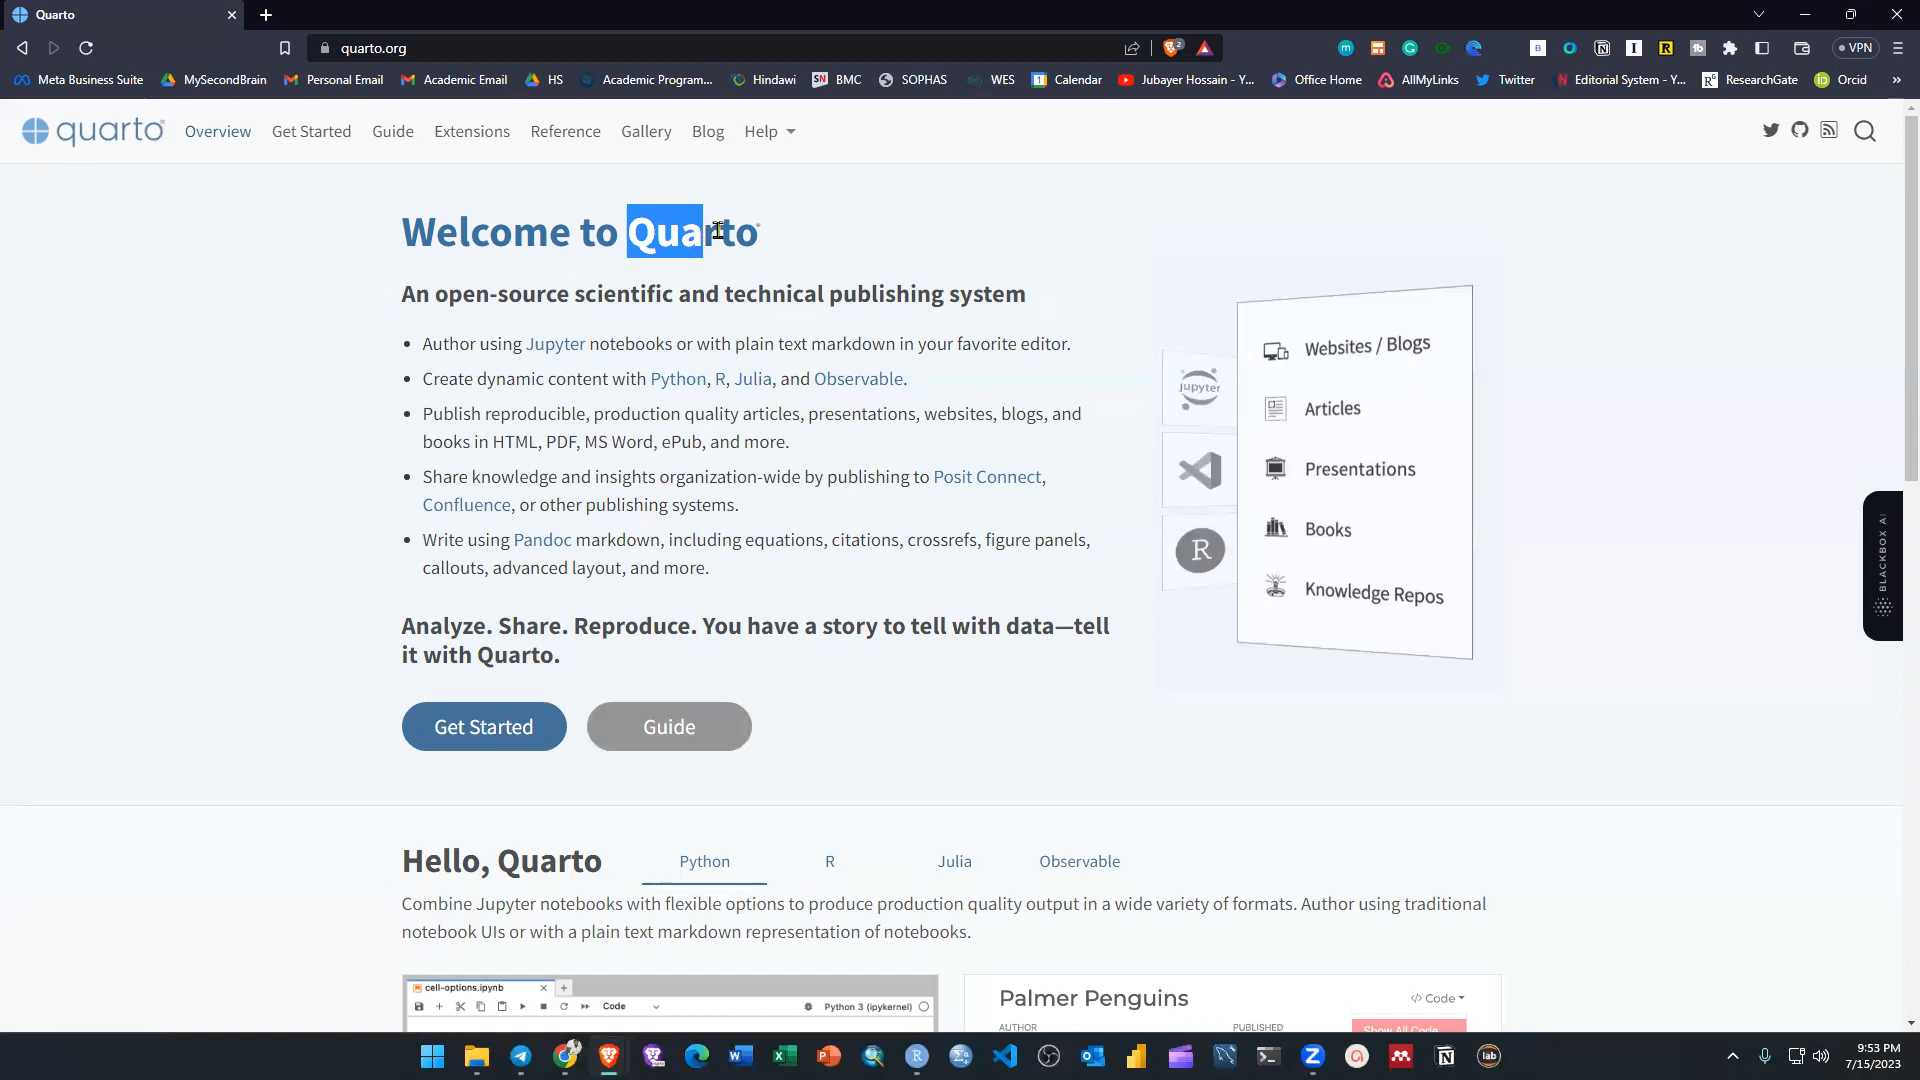 Quarto
quarto.org
2
VPN
Meta Business Suite
MySecondBrain
Personal Email
Academic Email
HS
Academic Program...
Hindawi
SN BMC
SOPHAS
WES
Calendar
Jubayer Hossain - Y...
Office Home
AllMyLinks
Twitter
Editorial System - Y...
ResearchGate
Orcid
quarto
Overview Get Started Guide Extensions Reference Gallery Blog Help
Welcome to Quarto
An open-source scientific and technical publishing system
• Author using Jupyter notebooks or with plain text markdown in your favorite editor.
• Create dynamic content with Python, R, Julia, and Observable.
• Publish reproducible, production quality articles, presentations, websites, blogs, and
books in HTML, PDF, MS Word, ePub, and more.
• Share knowledge and insights organization-wide by publishing to Posit Connect,
Confluence, or other publishing systems.
• Write using Pandoc markdown, including equations, citations, crossrefs, figure panels,
callouts, advanced layout, and more.
Analyze. Share. Reproduce. You have a story to tell with data—tell
it with Quarto.
Get Started
Guide
jupyter
R
Websites / Blogs
Articles
Presentations
Books
Knowledge Repos
BLACKBOX AI
Hello, Quarto
Python
R
Julia
Observable
Combine Jupyter notebooks with flexible options to produce production quality output in a wide variety of formats. Author using traditional
notebook UIs or with a plain text markdown representation of notebooks.
cell-options.ipynb
Code
Python 3 (ipykernel)
Palmer Penguins
</> Code
AUTHOR
PUBLISHED
Show All Code
lab
9:53 PM
7/15/2023